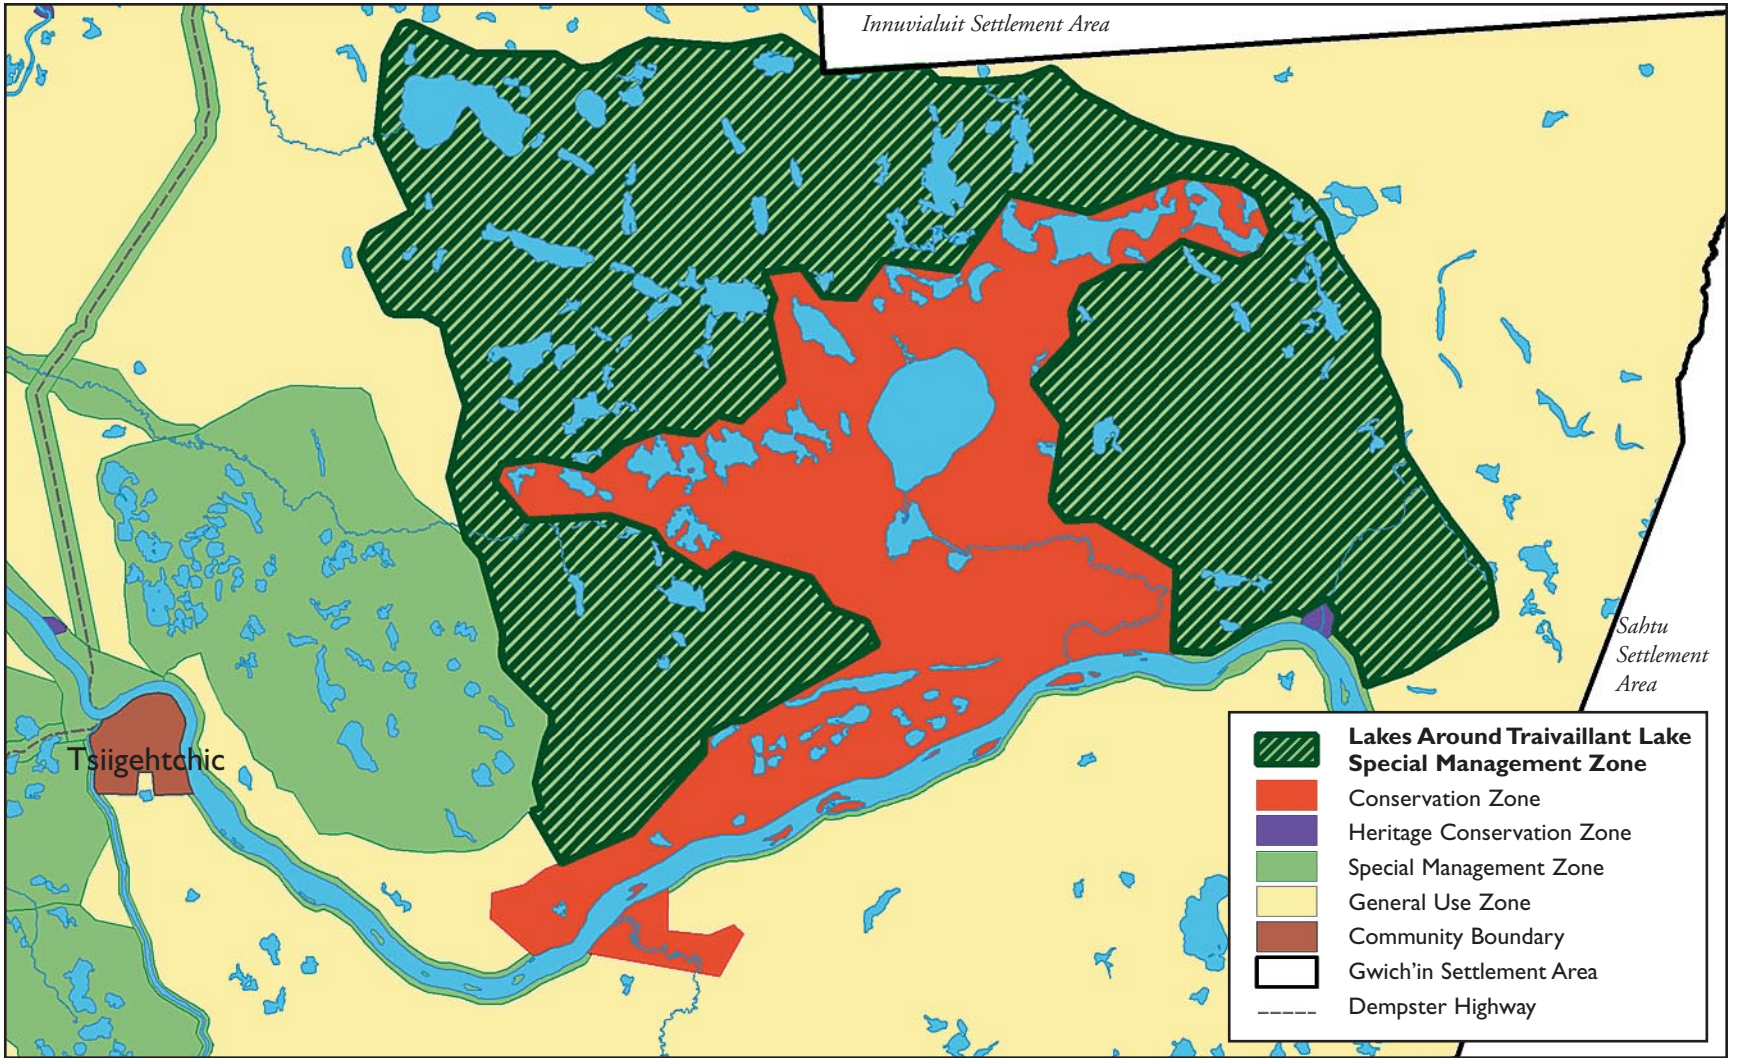 Innuvialuit Settlement Area
Tsiigehtchic
Sahtu
Settlement
Area
Lakes Around Traivaillant Lake
Special Management Zone
Conservation Zone
Heritage Conservation Zone
Special Management Zone
General Use Zone
Community Boundary
Gwich'in Settlement Area
Dempster Highway